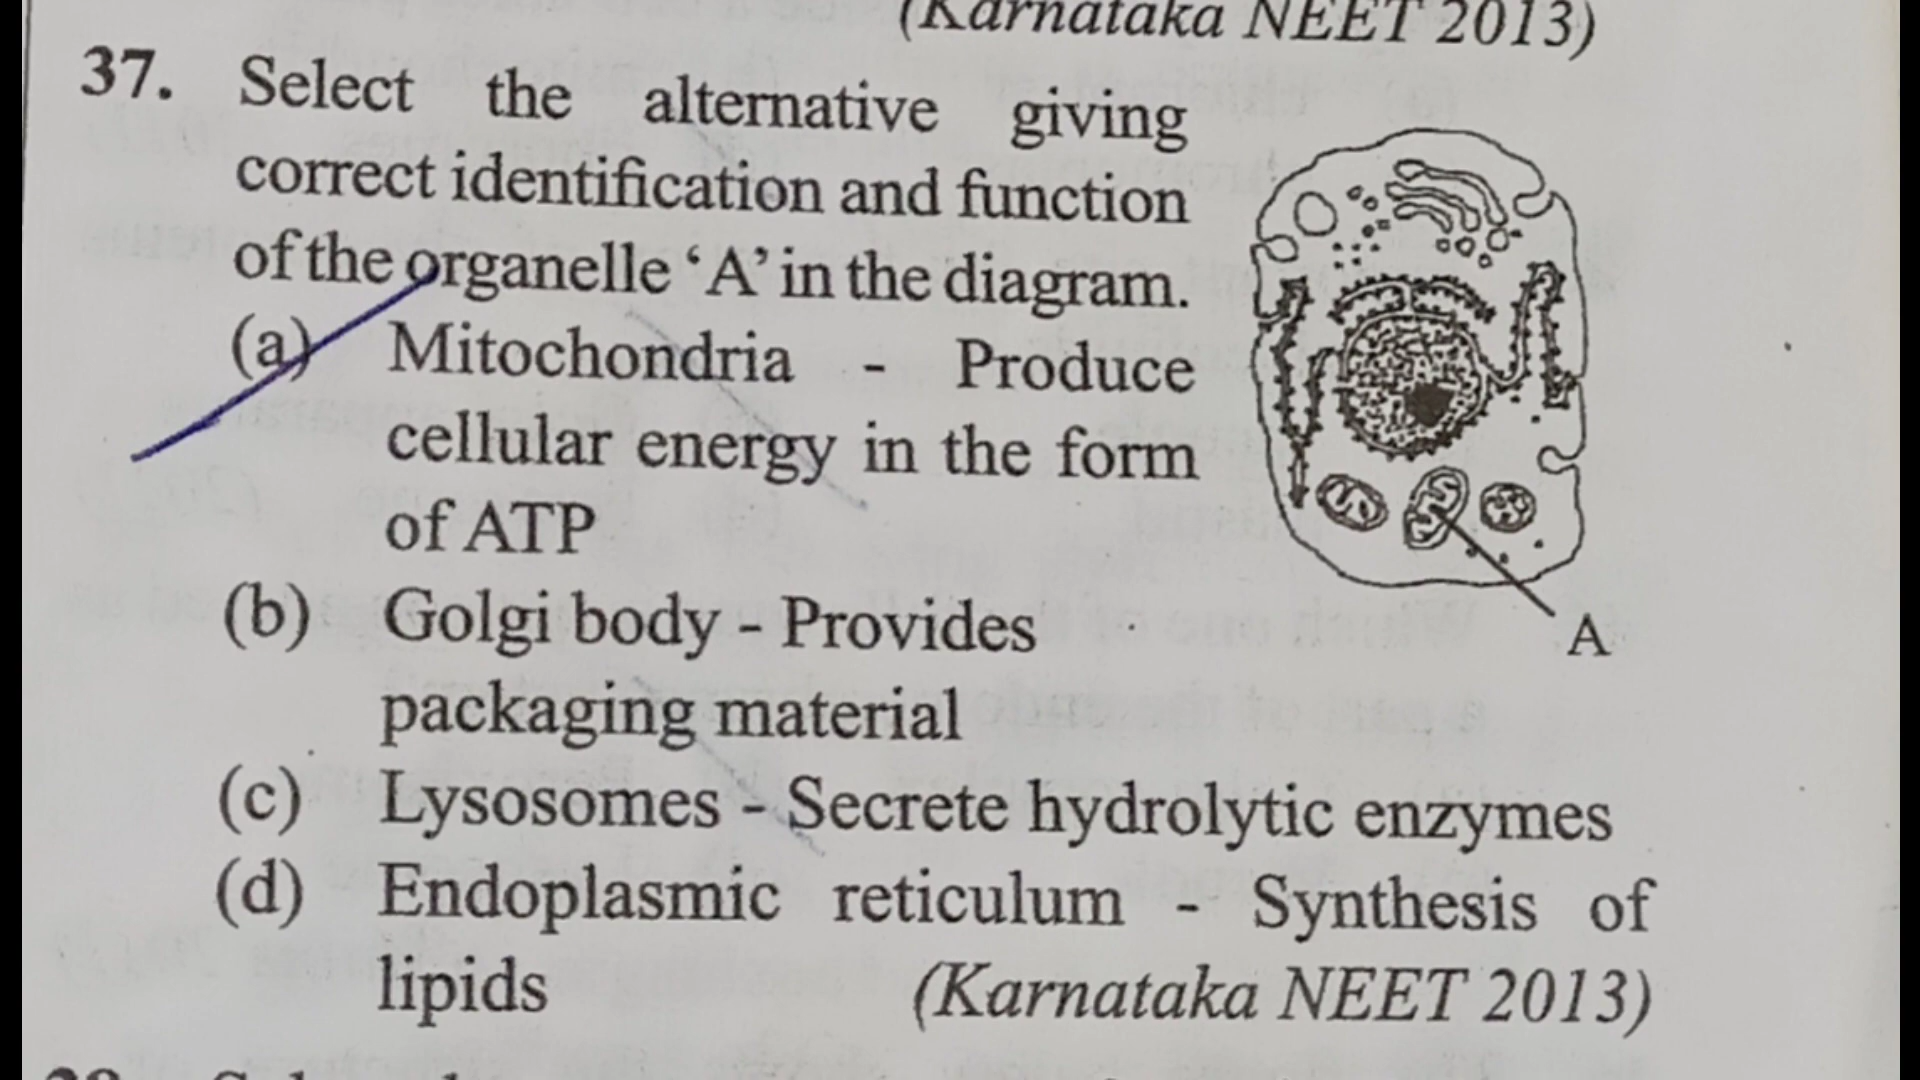 (Karnataka NEET 2013)
37. Select the alternative giving
correct identification and function
of the organelle ‘A’ in the diagram.
(a) Mitochondria - Produce
cellular energy in the form
of ATP
(b) Golgi body - Provides
packaging material
A
(c) Lysosomes - Secrete hydrolytic enzymes
(d) Endoplasmic reticulum - Synthesis of
lipids (Karnataka NEET 2013)